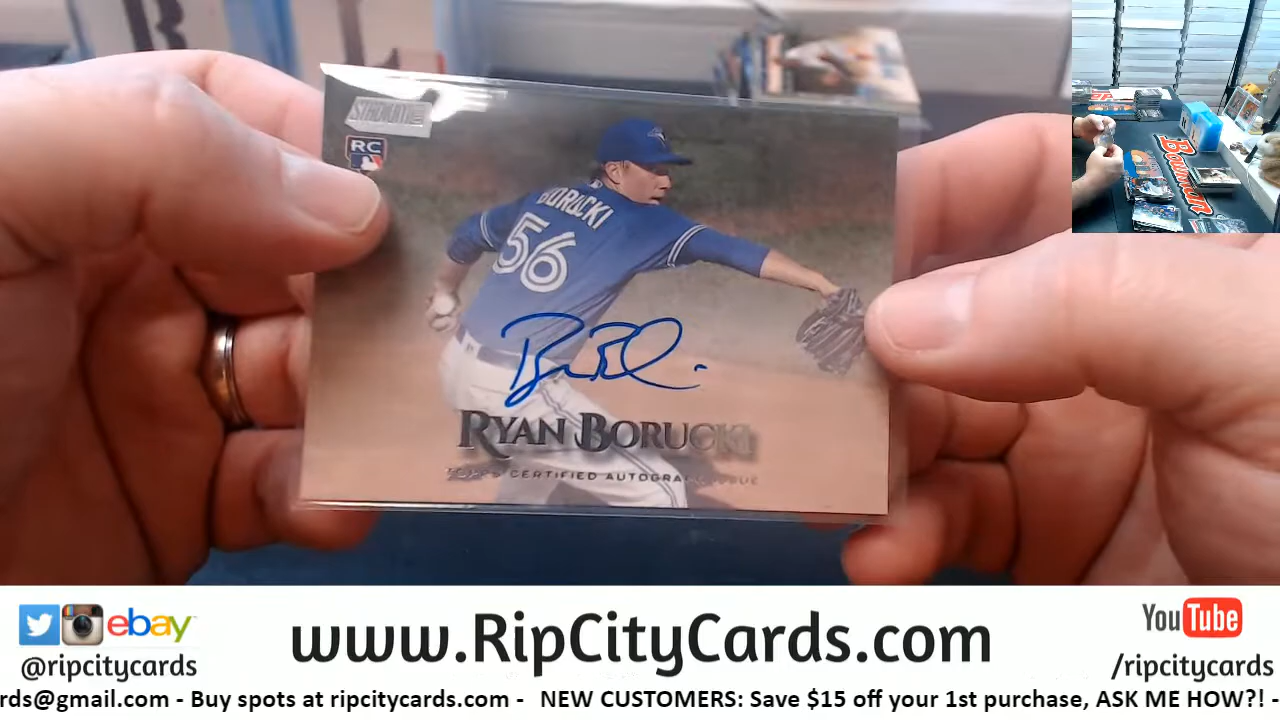 STADIUM
RC
BORUCKI
56
RYAN BORUCKI
TOPPS CERTIFIED AUTOGRAPH ISSUE
BOWMAN
ebay
www.RipCityCards.com
YouTube
@ripcitycards
/ripcitycards
rds@gmail.com - Buy spots at ripcitycards.com - NEW CUSTOMERS: Save $15 off your 1st purchase, ASK ME HOW?! -